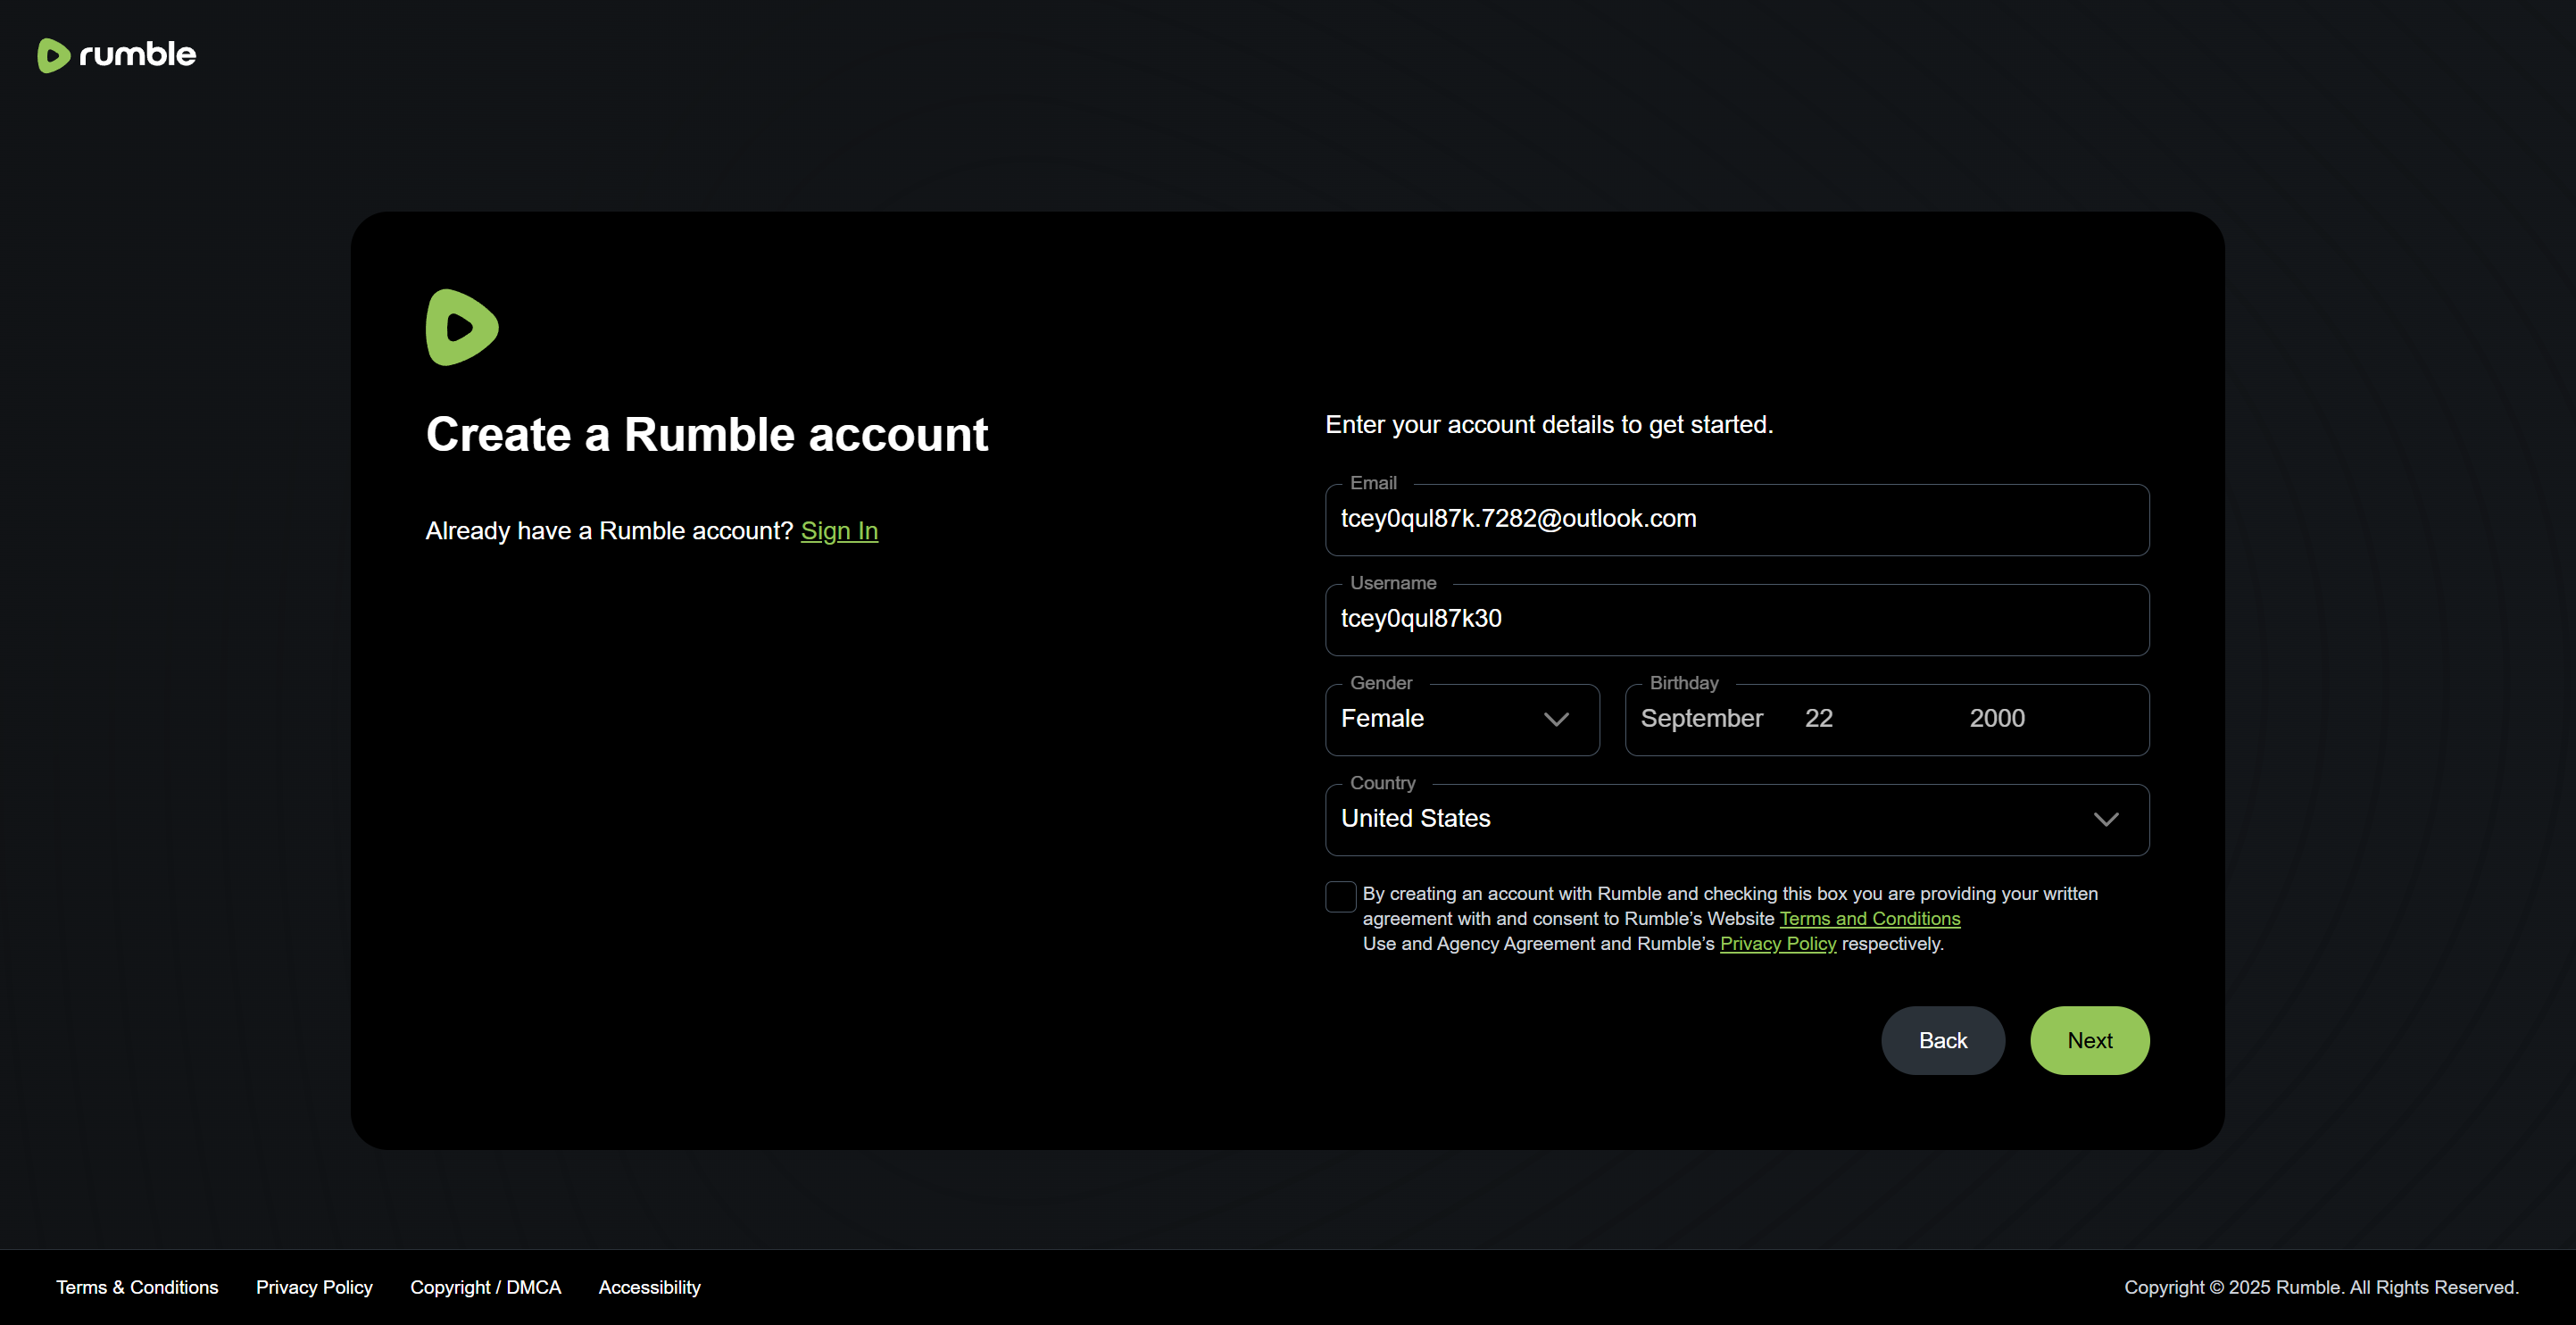 rumble
Create a Rumble account
Already have a Rumble account? Sign In
Enter your account details to get started.
Email
tcey0qul87k.7282@outlook.com
Username
tcey0qul87k30
Gender
Female
Birthday
September 22 2000
Country
United States
By creating an account with Rumble and checking this box you are providing your written
agreement with and consent to Rumble’s Website Terms and Conditions
Use and Agency Agreement and Rumble’s Privacy Policy respectively.
Back Next
Terms & Conditions Privacy Policy Copyright / DMCA Accessibility
Copyright © 2025 Rumble. All Rights Reserved.